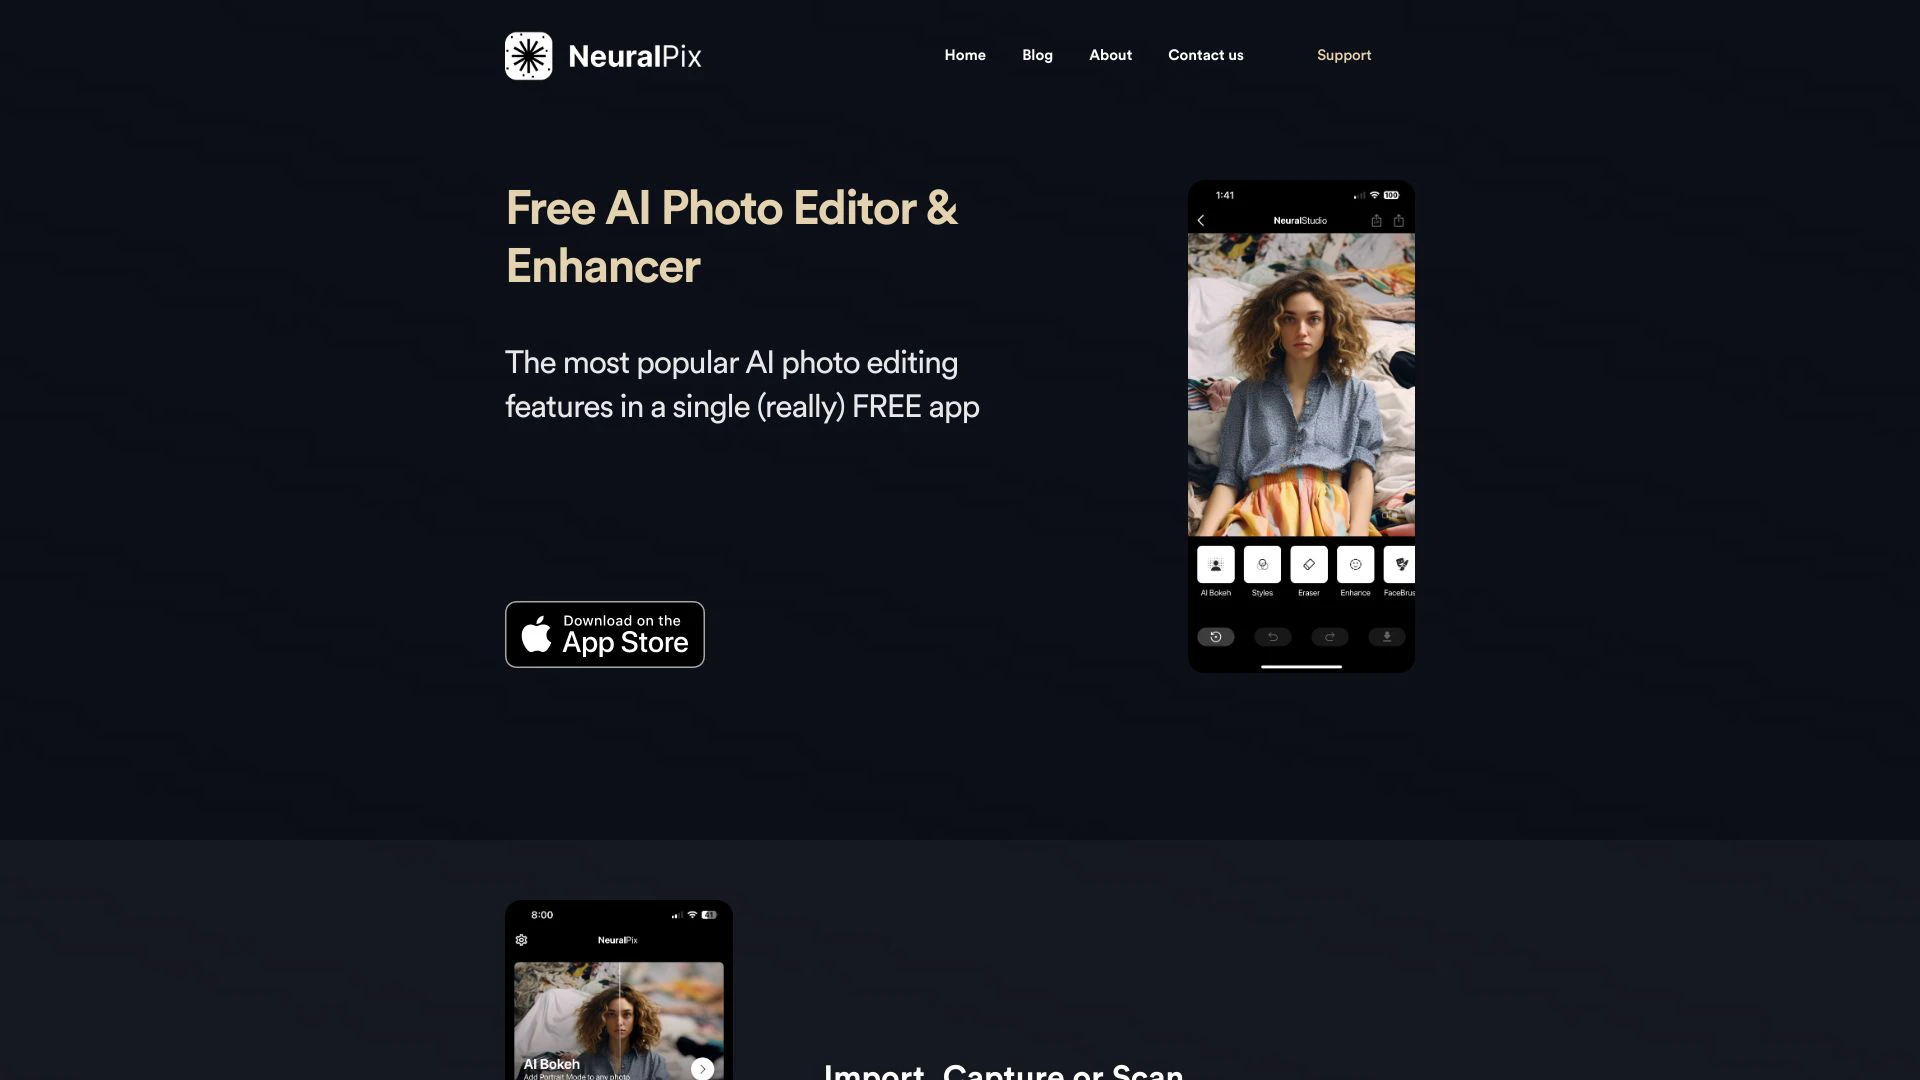 NeuralPix
Home
Blog
About
Contact us
Support
Free AI Photo Editor &
Enhancer
The most popular AI photo editing
features in a single (really) FREE app
Download on the
App Store
1:41
100
NeuralStudio
AI Bokeh
Styles
Eraser
Enhance
FaceBrus
8:00
41
NeuralPix
AI Bokeh
Add Portrait Mode to any photo
Import, Capture or Scan